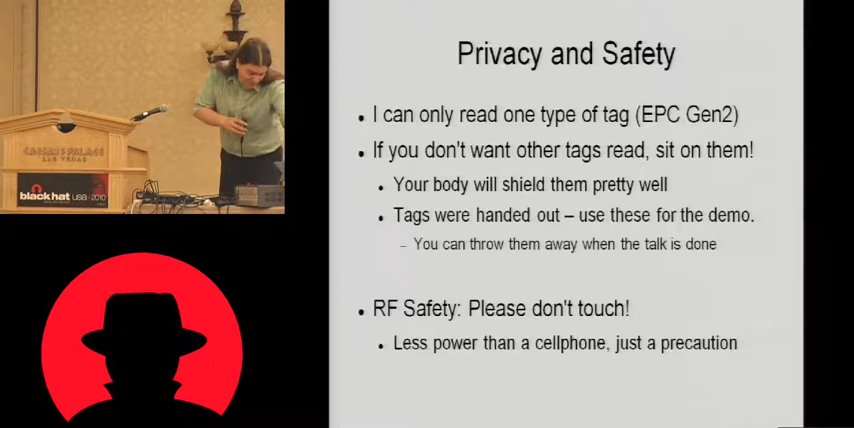 CAESARS PALACE
LAS VEGAS
blackhat USA 2010
Privacy and Safety
I can only read one type of tag (EPC Gen2)
If you don't want other tags read, sit on them!
Your body will shield them pretty well
Tags were handed out – use these for the demo.
You can throw them away when the talk is done
RF Safety: Please don't touch!
Less power than a cellphone, just a precaution